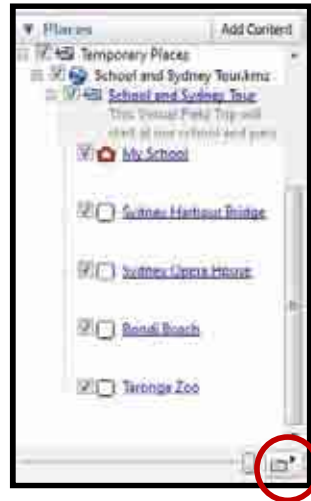 Places Add Content
Temporary Places
School and Sydney Tour.kmz
School and Sydney Tour
This Virtual Field Trip will
start at our school and pass
My School
Sydney Harbour Bridge
Sydney Opera House
Bondi Beach
Taronga Zoo